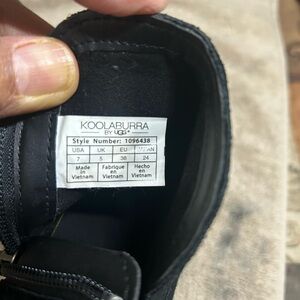 KOOLABURRA
BY UGG®
Style Number: 1096438
USA UK EU JAPAN
7 5 38 24
Made in Vietnam Fabriqué en Vietnam Hecho en Vietnam